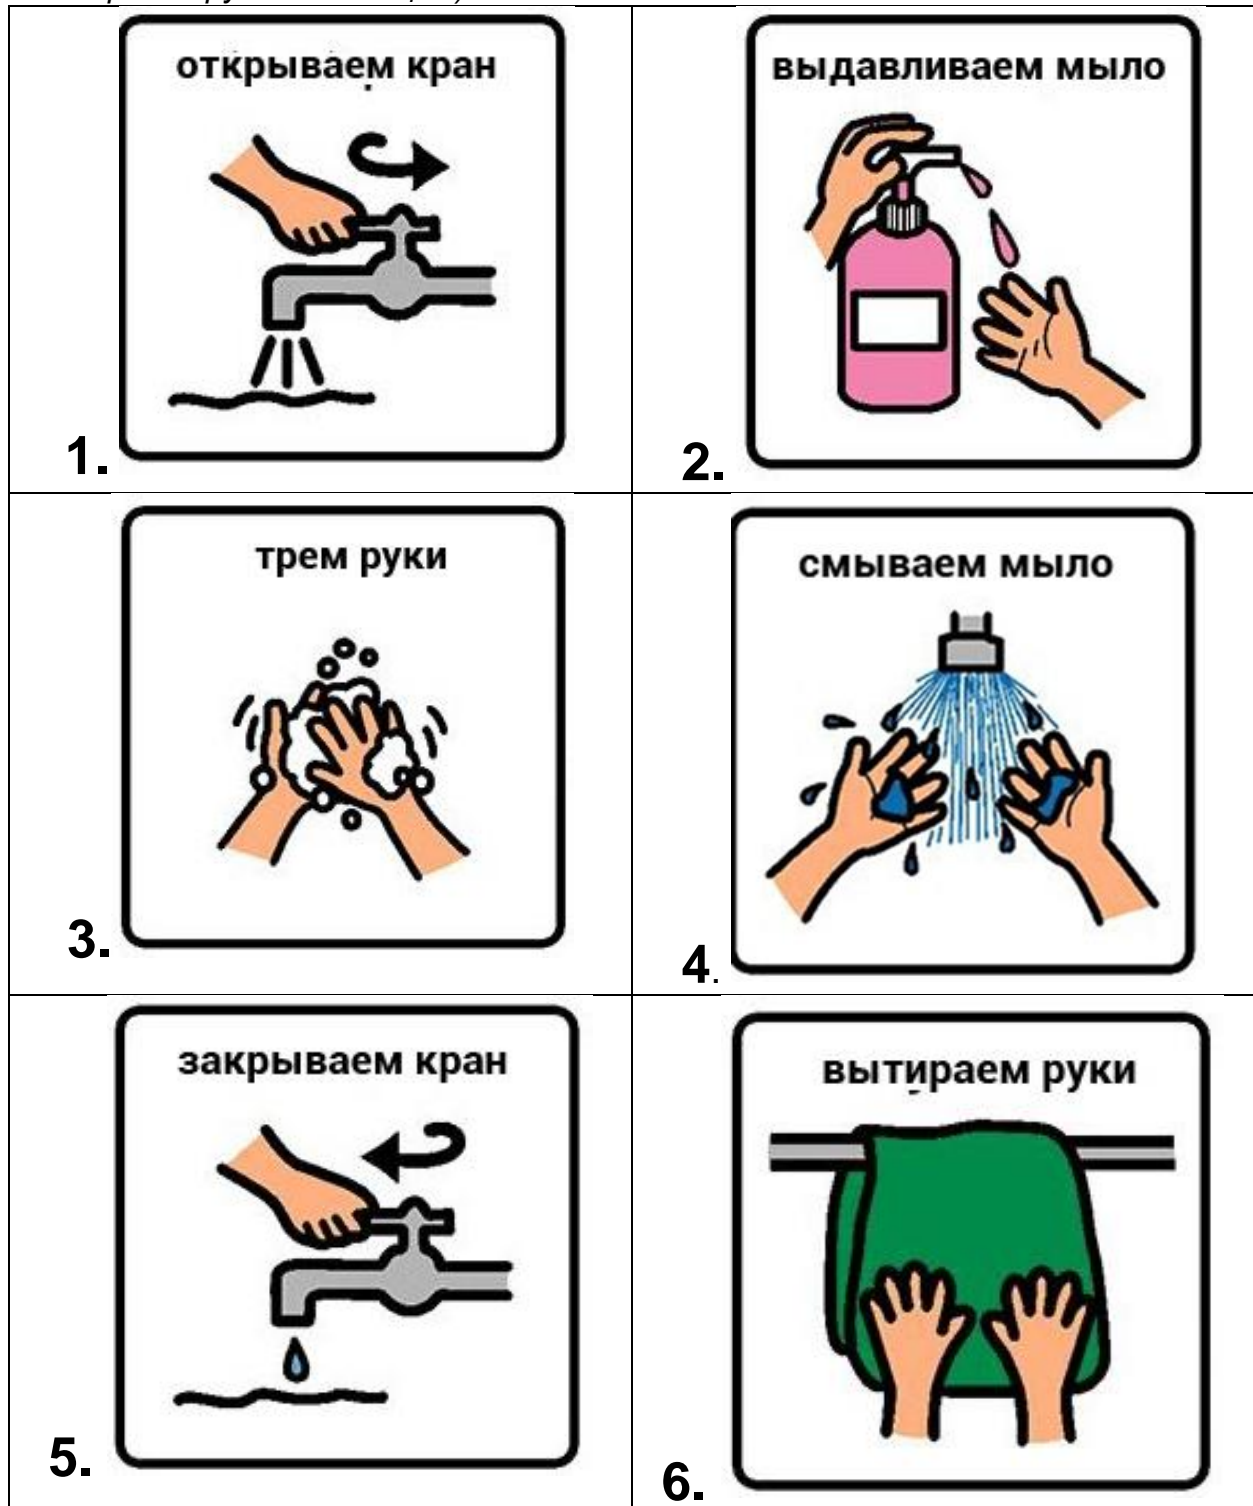 открываем кран
1.
выдавливаем мыло
2.
трем руки
3.
смываем мыло
4.
закрываем кран
5.
вытираем руки
6.